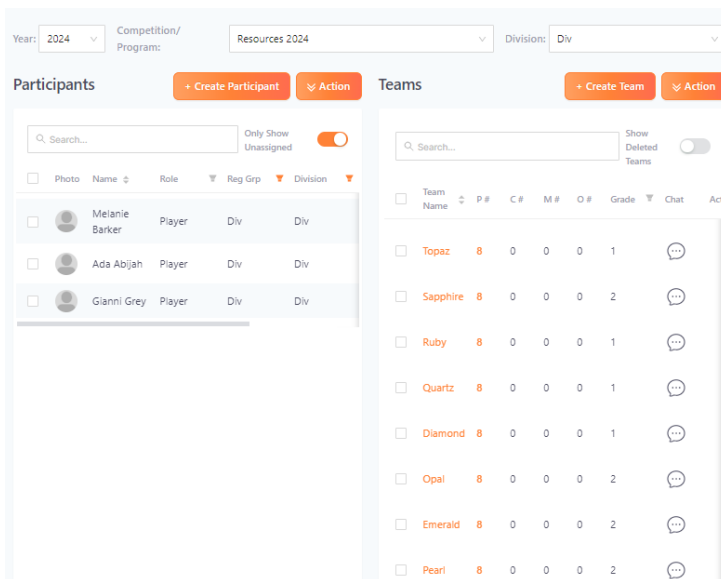 Year: 2024 Competition/ Program: Resources 2024 Division: Div
Participants + Create Participant Action
Search... Only Show Unassigned
Photo Name Role Reg Grp Division
Melanie Barker Player Div Div
Ada Abijah Player Div Div
Gianni Grey Player Div Div
Teams + Create Team Action
Search... Show Deleted Teams
Team Name P # C # M # O # Grade Chat Act
Topaz 8 0 0 0 1
Sapphire 8 0 0 0 2
Ruby 8 0 0 0 1
Quartz 8 0 0 0 1
Diamond 8 0 0 0 1
Opal 8 0 0 0 2
Emerald 8 0 0 0 2
Pearl 8 0 0 0 2